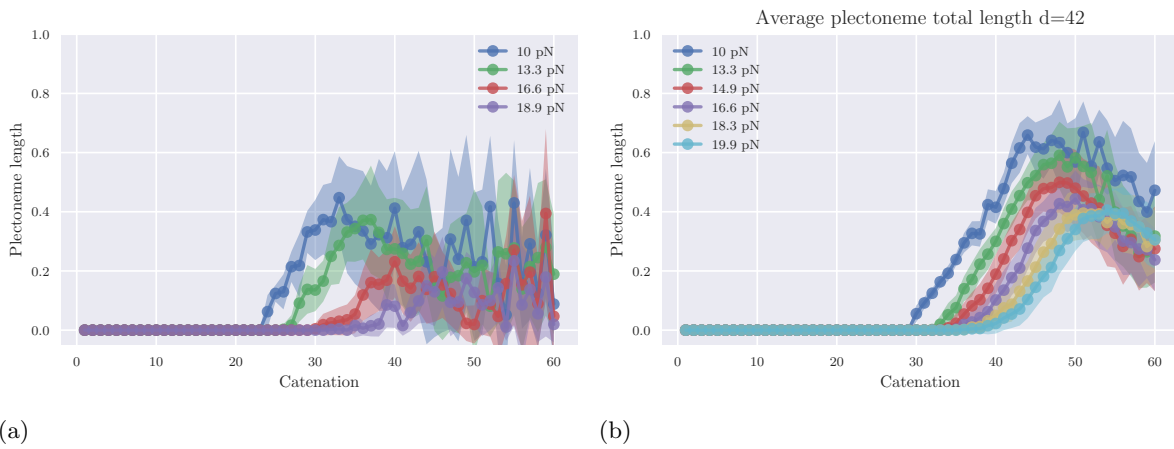 1.0
0.8
0.6
0.4
0.2
0.0
Plectoneme length
0
10
20
30
40
50
60
Catenation
10 pN
13.3 pN
16.6 pN
18.9 pN
(a)
Average plectoneme total length d=42
1.0
0.8
0.6
0.4
0.2
0.0
Plectoneme length
0
10
20
30
40
50
60
Catenation
10 pN
13.3 pN
14.9 pN
16.6 pN
18.3 pN
19.9 pN
(b)